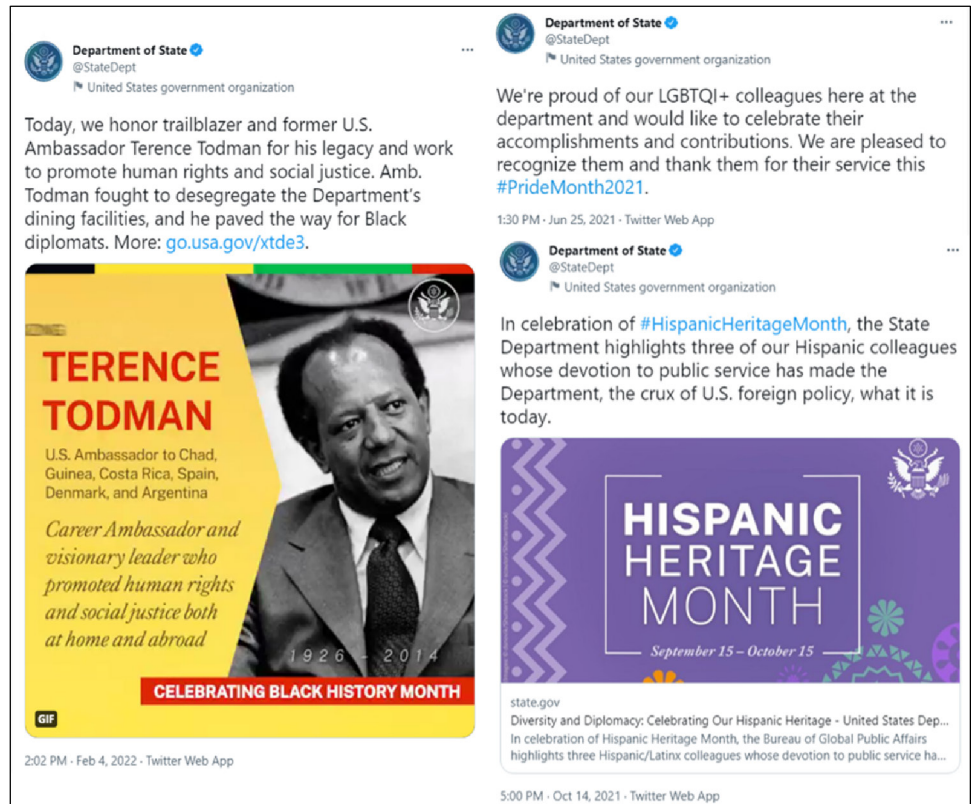 Department of State
@StateDept
United States government organization
Today, we honor trailblazer and former U.S.
Ambassador Terence Todman for his legacy and work
to promote human rights and social justice. Amb.
Todman fought to desegregate the Department's
dining facilities, and he paved the way for Black
diplomats. More: go.usa.gov/xtde3.
TERENCE
TODMAN
U.S. Ambassador to Chad,
Guinea, Costa Rica, Spain,
Denmark, and Argentina
Career Ambassador and
visionary leader who
promoted human rights
and social justice both
at home and abroad
1926 - 2014
CELEBRATING BLACK HISTORY MONTH
GIF
2:02 PM · Feb 4, 2022 · Twitter Web App
Department of State
@StateDept
United States government organization
We're proud of our LGBTQI+ colleagues here at the
department and would like to celebrate their
accomplishments and contributions. We are pleased to
recognize them and thank them for their service this
#PrideMonth2021.
1:30 PM · Jun 25, 2021 · Twitter Web App
Department of State
@StateDept
United States government organization
In celebration of #HispanicHeritageMonth, the State
Department highlights three of our Hispanic colleagues
whose devotion to public service has made the
Department, the crux of U.S. foreign policy, what it is
today.
HISPANIC
HERITAGE
MONTH
September 15 – October 15
state.gov
Diversity and Diplomacy: Celebrating Our Hispanic Heritage - United States Dep...
In celebration of Hispanic Heritage Month, the Bureau of Global Public Affairs
highlights three Hispanic/Latinx colleagues whose devotion to public service ha...
5:00 PM · Oct 14, 2021 · Twitter Web App